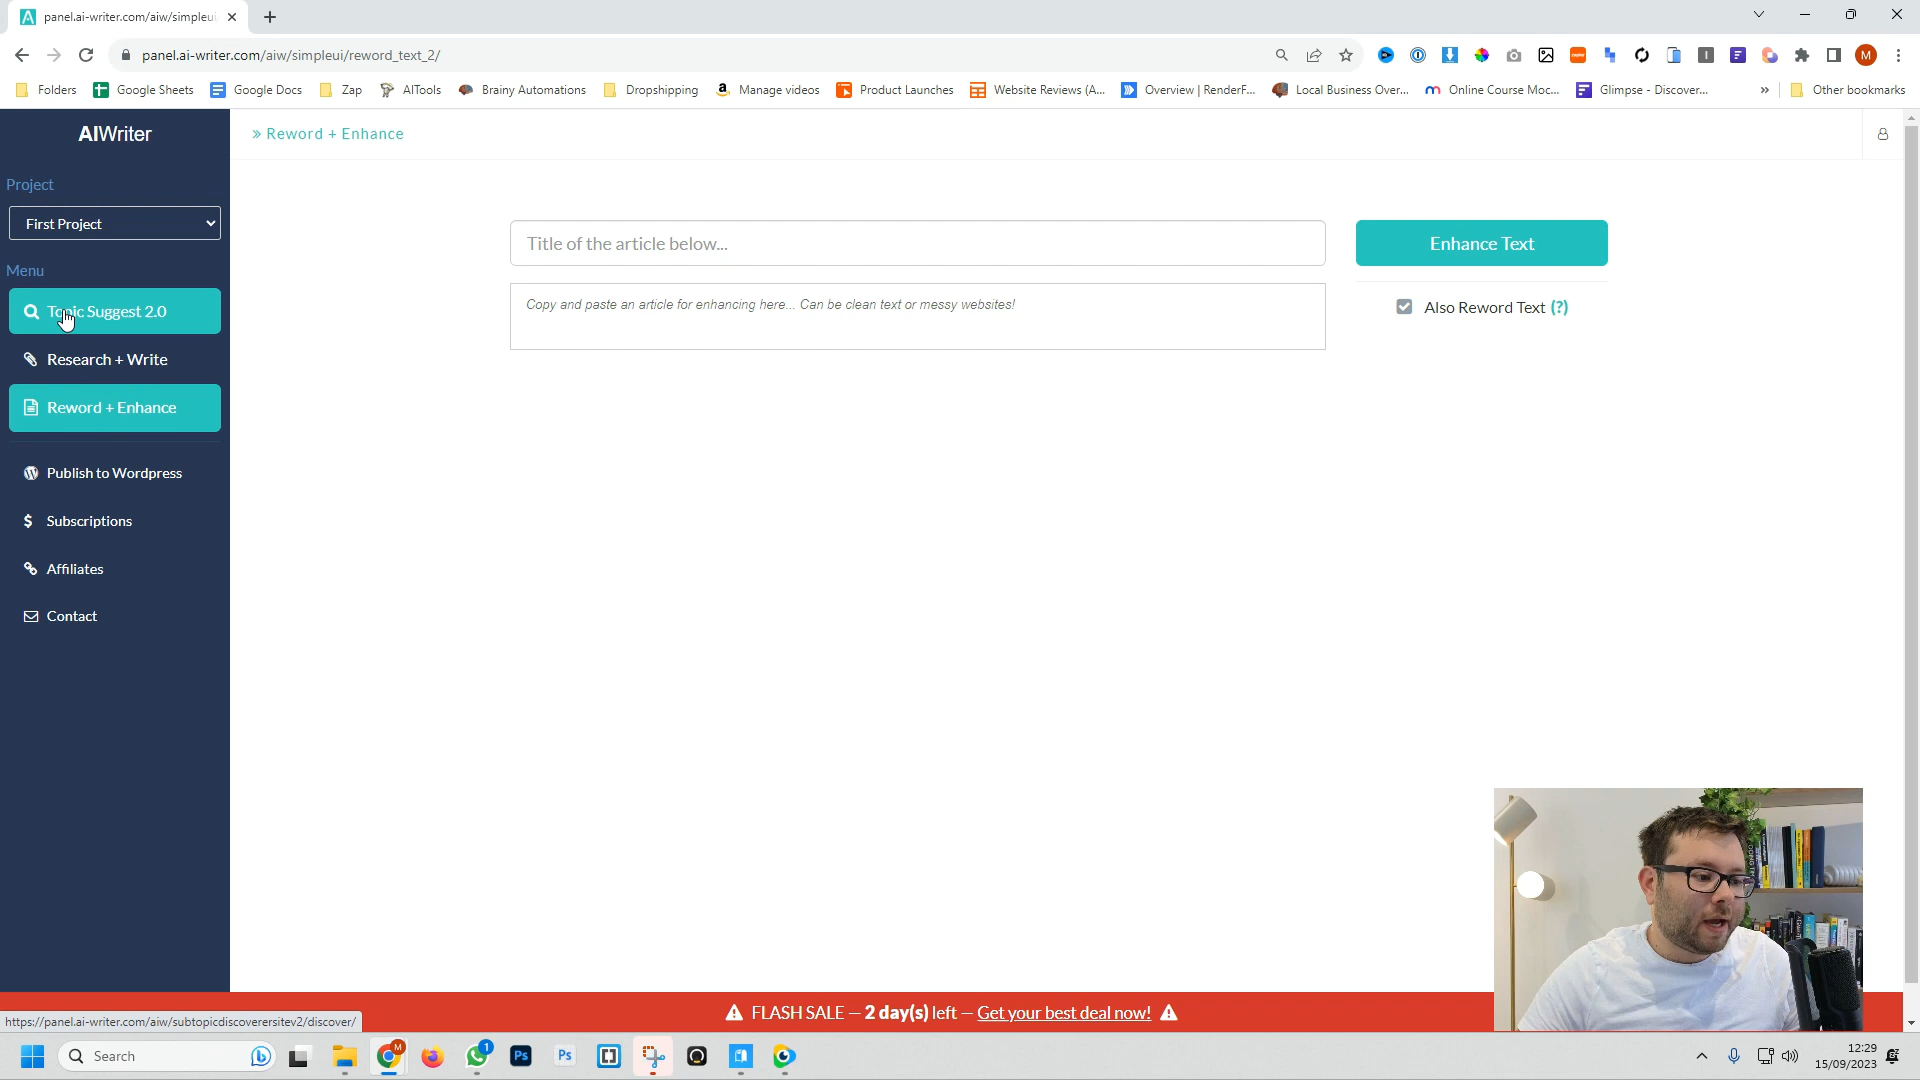 panel.ai-writer.com/aiw/simpleui
panel.ai-writer.com/aiw/simpleui/reword_text_2/
M
Folders
Google Sheets
Google Docs
Zap
AITools
Brainy Automations
Dropshipping
Manage videos
Product Launches
Website Reviews (A...
Overview | RenderF...
Local Business Over...
Online Course Moc...
Glimpse - Discover...
»
Other bookmarks
AIWriter
» Reword + Enhance
Project
First Project
Menu
Topic Suggest 2.0
Research + Write
Reword + Enhance
Publish to Wordpress
Subscriptions
Affiliates
Contact
Title of the article below...
Enhance Text
Copy and paste an article for enhancing here... Can be clean text or messy websites!
Also Reword Text (?)
FLASH SALE – 2 day(s) left – Get your best deal now!
https://panel.ai-writer.com/aiw/subtopicdiscoverersitev2/discover/
Search
M
1
Ps
Ps
12:29
15/09/2023